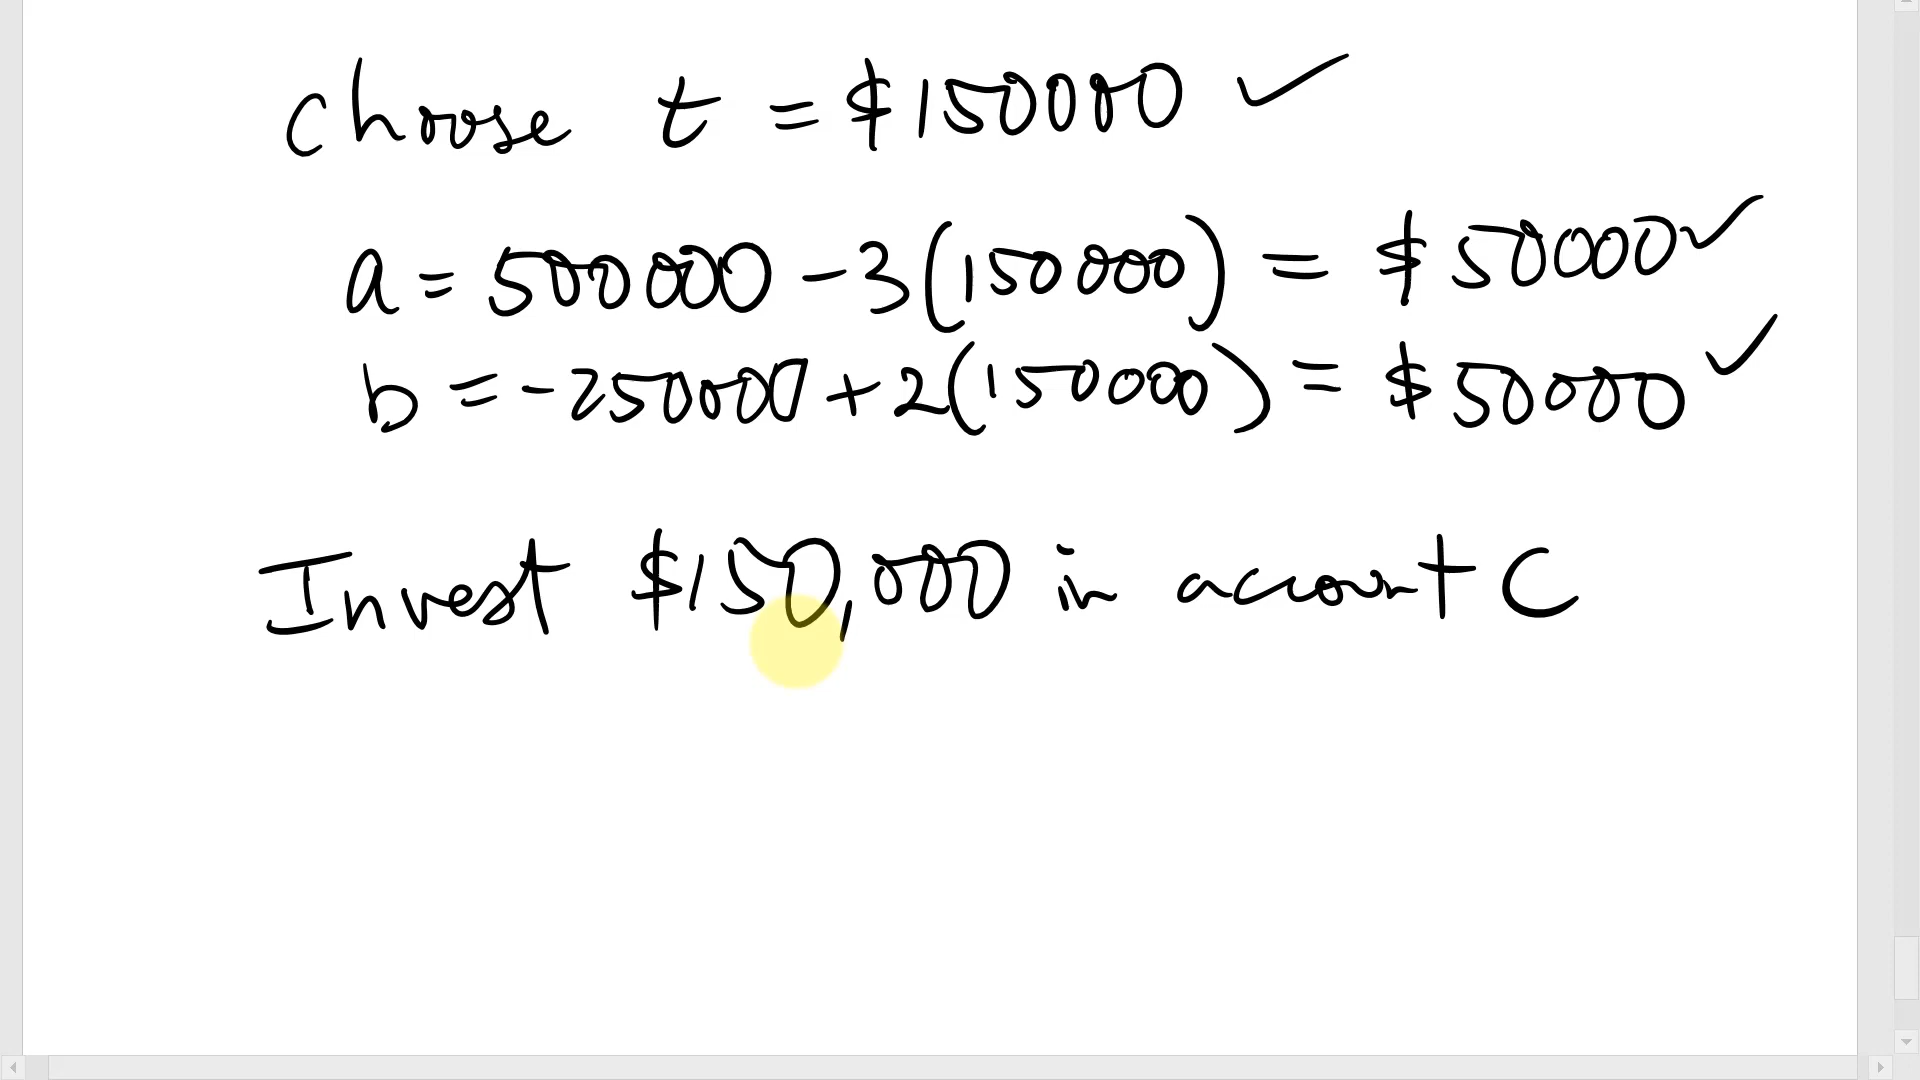 choose t = $150000 ✓
a = 500000 - 3(150000) = $50000 ✓
b = -250000 + 2(150000) = $50000 ✓
Invest $150,000 in account C